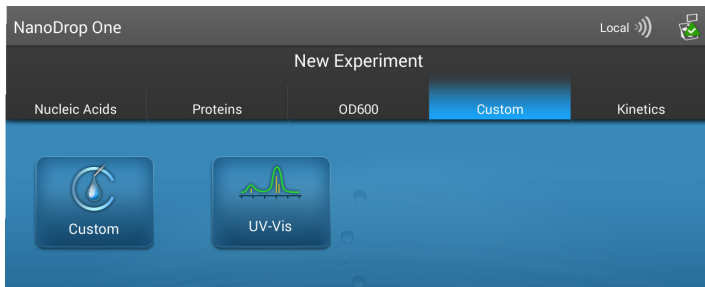 NanoDrop One Local
New Experiment
Nucleic Acids Proteins OD600 Custom Kinetics
Custom UV-Vis